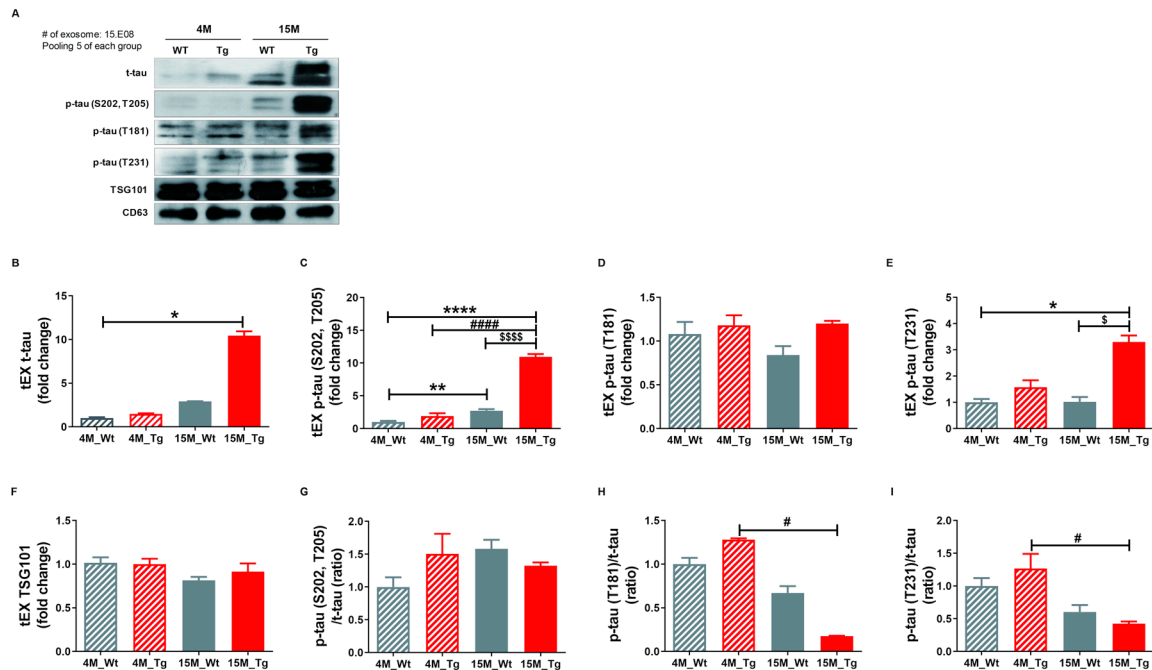 A
# of exosome: 15.E08
Pooling 5 of each group
4M 15M
WT Tg WT Tg
t-tau
p-tau (S202, T205)
p-tau (T181)
p-tau (T231)
TSG101
CD63
B
tEX t-tau
(fold change)
15
10
5
0
*
4M_Wt 4M_Tg 15M_Wt 15M_Tg
C
tEX p-tau (S202, T205)
(fold change)
20
15
10
5
0
****
####
$$$$
**
4M_Wt 4M_Tg 15M_Wt 15M_Tg
D
tEX p-tau (T181)
(fold change)
1.5
1.0
0.5
0.0
4M_Wt 4M_Tg 15M_Wt 15M_Tg
E
tEX p-tau (T231)
(fold change)
5
4
3
2
1
0
*
$
4M_Wt 4M_Tg 15M_Wt 15M_Tg
F
tEX TSG101
(fold change)
1.5
1.0
0.5
0.0
4M_Wt 4M_Tg 15M_Wt 15M_Tg
G
p-tau (S202, T205)
/t-tau (ratio)
2.0
1.5
1.0
0.5
0.0
4M_Wt 4M_Tg 15M_Wt 15M_Tg
H
p-tau (T181)/t-tau
(ratio)
1.5
1.0
0.5
0.0
#
4M_Wt 4M_Tg 15M_Wt 15M_Tg
I
p-tau (T231)/t-tau
(ratio)
2.0
1.5
1.0
0.5
0.0
#
4M_Wt 4M_Tg 15M_Wt 15M_Tg